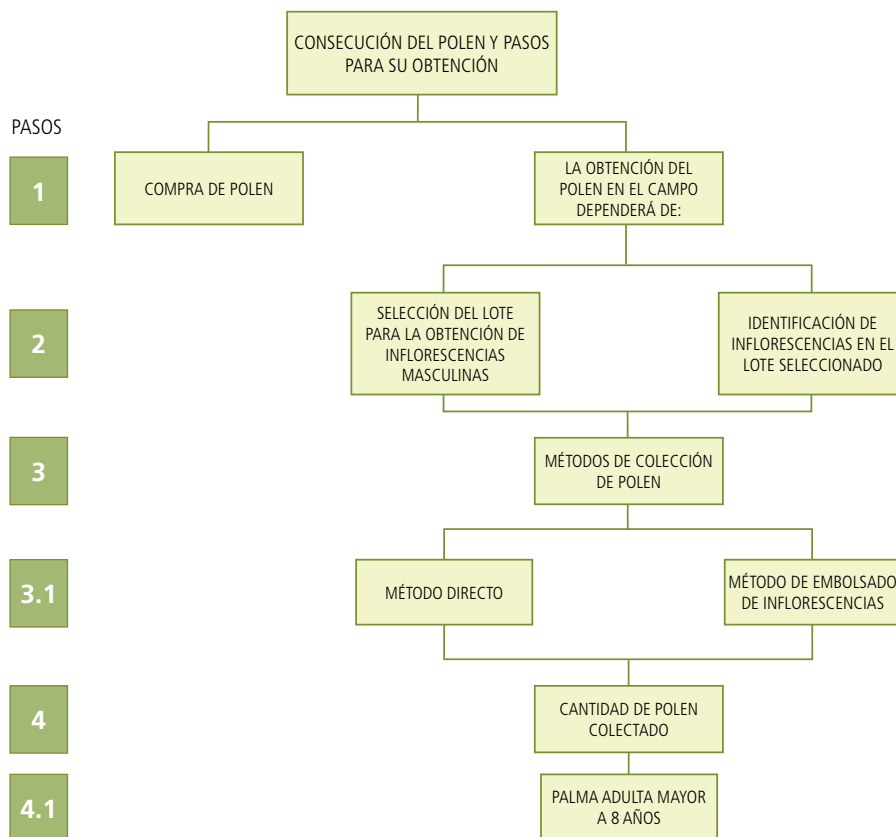 CONSECUCIÓN DEL POLEN Y PASOS
PARA SU OBTENCIÓN
PASOS
1
COMPRA DE POLEN
LA OBTENCIÓN DEL
POLEN EN EL CAMPO
DEPENDERÁ DE:
2
SELECCIÓN DEL LOTE
PARA LA OBTENCIÓN DE
INFLORESCENCIAS
MASCULINAS
IDENTIFICACIÓN DE
INFLORESCENCIAS EN EL
LOTE SELECCIONADO
3
MÉTODOS DE COLECCIÓN
DE POLEN
3.1
MÉTODO DIRECTO
MÉTODO DE EMBOLSADO
DE INFLORESCENCIAS
4
CANTIDAD DE POLEN
COLECTADO
4.1
PALMA ADULTA MAYOR
A 8 AÑOS